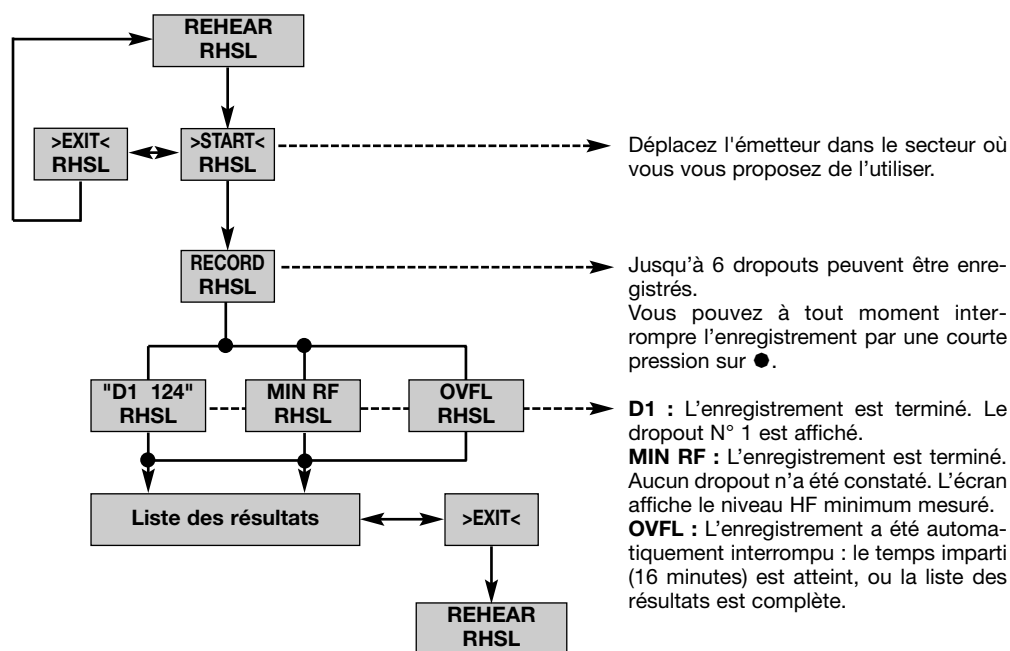 REHEAR
RHSL
>EXIT<
RHSL
>START<
RHSL
Déplacez l'émetteur dans le secteur où
vous vous proposez de l’utiliser.
RECORD
RHSL
Jusqu’à 6 dropouts peuvent être enre-
gistrés.
Vous pouvez à tout moment inter-
rompre l’enregistrement par une courte
pression sur ●.
"D1 124"
RHSL
MIN RF
RHSL
OVFL
RHSL
D1 : L’enregistrement est terminé. Le
dropout N° 1 est affiché.
MIN RF : L’enregistrement est terminé.
Aucun dropout n’a été constaté. L’écran
affiche le niveau HF minimum mesuré.
OVFL : L’enregistrement a été automa-
tiquement interrompu : le temps imparti
(16 minutes) est atteint, ou la liste des
résultats est complète.
Liste des résultats
>EXIT<
REHEAR
RHSL